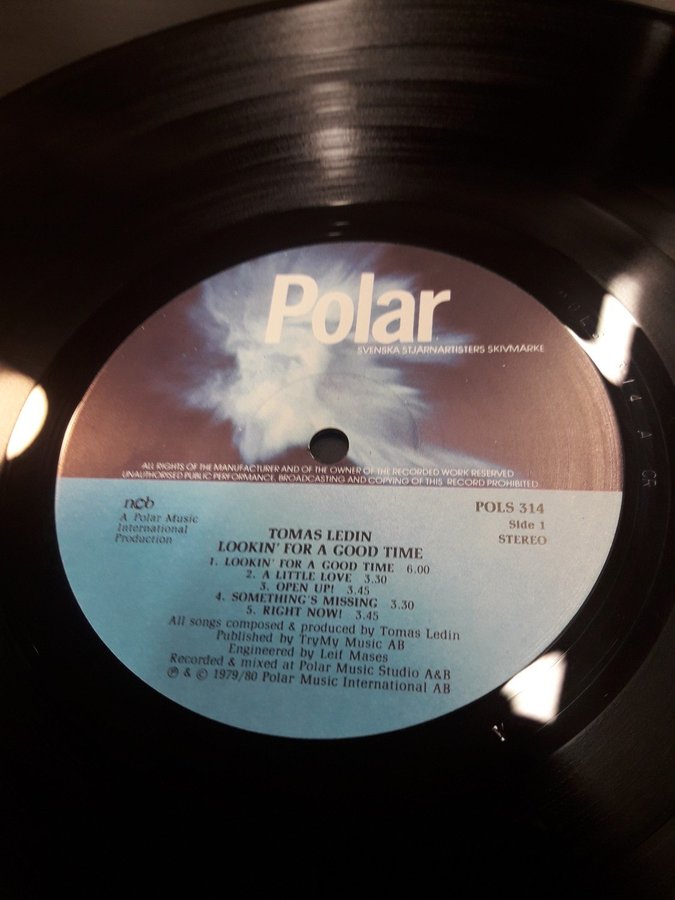 Polar
SVENSKA STJÄRNARTISTERS SKIVMÄRKE
ALL RIGHTS OF THE MANUFACTURER AND OF THE OWNER OF THE RECORDED WORK RESERVED
UNAUTHORISED PUBLIC PERFORMANCE, BROADCASTING AND COPYING OF THIS RECORD PROHIBITED
ncb
A Polar Music
International
Production
POLS 314
Side 1
STEREO
TOMAS LEDIN
LOOKIN' FOR A GOOD TIME
1. LOOKIN' FOR A GOOD TIME 6.00
2. A LITTLE LOVE 3.30
3. OPEN UP! 3.45
4. SOMETHING'S MISSING 3.30
5. RIGHT NOW! 3.45
All songs composed & produced by Tomas Ledin
Published by TryMy Music AB
Engineered by Leif Mases
Recorded & mixed at Polar Music Studio A&B
℗ & © 1979/80 Polar Music International AB